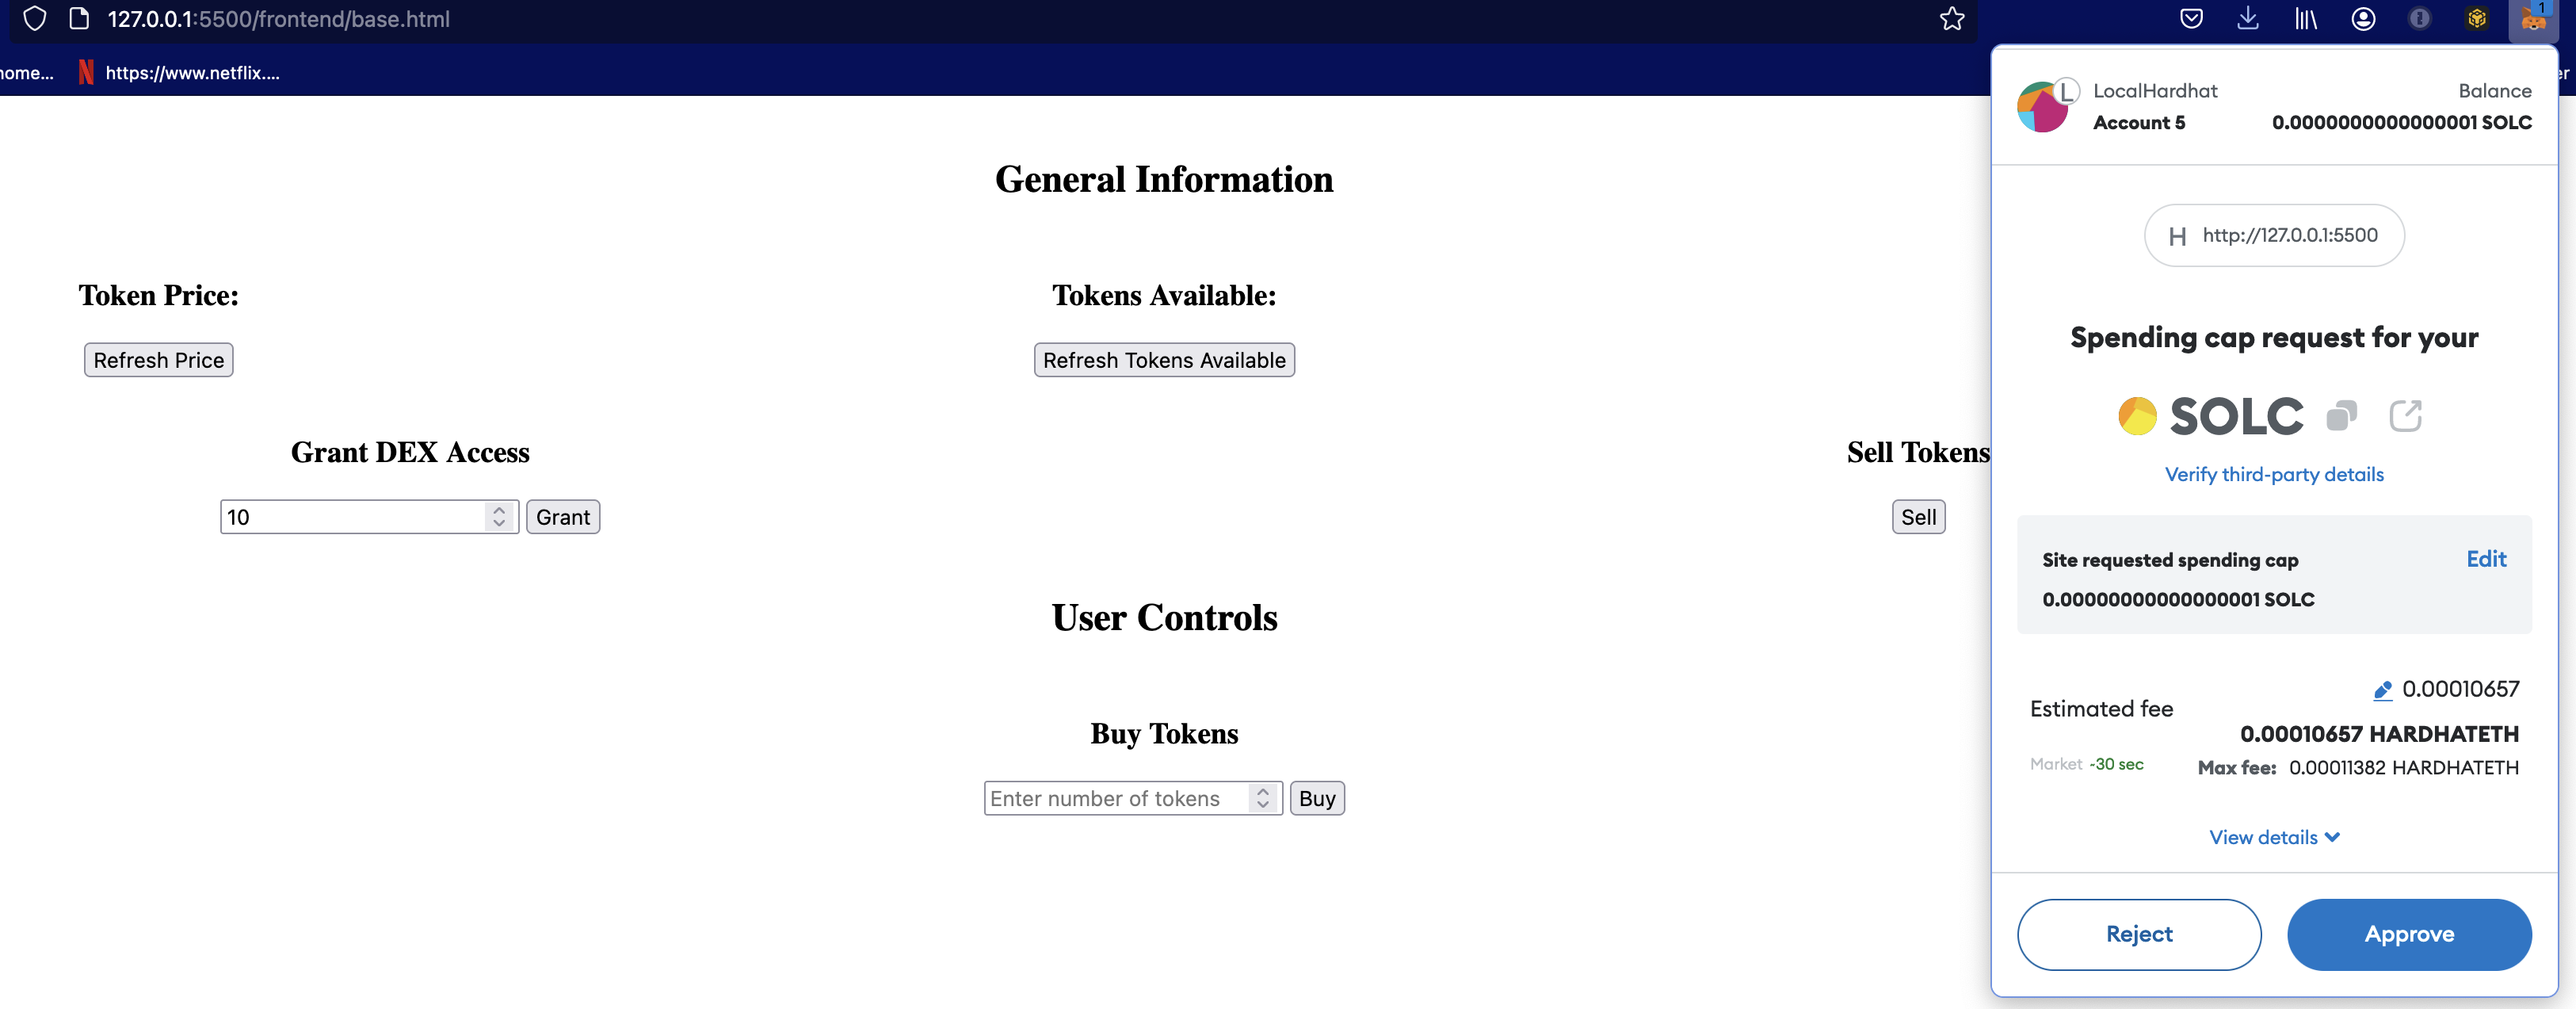 127.0.0.1:5500/frontend/base.html
1
ome...
https://www.netflix....
er
General Information
Token Price:
Tokens Available:
Refresh Price
Refresh Tokens Available
Grant DEX Access
Sell Tokens
10
Grant
Sell
User Controls
Buy Tokens
Enter number of tokens
Buy
L
LocalHardhat
Balance
Account 5
0.0000000000000001 SOLC
H
http://127.0.0.1:5500
Spending cap request for your
SOLC
Verify third-party details
Site requested spending cap
Edit
0.00000000000000001 SOLC
Estimated fee
0.00010657
0.00010657 HARDHATETH
Market ~30 sec
Max fee: 0.00011382 HARDHATETH
View details
Reject
Approve